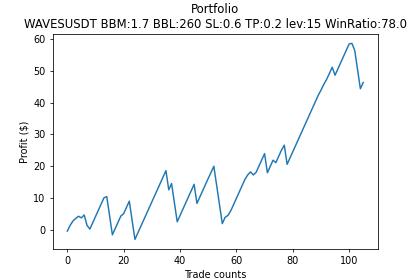 Portfolio
WAVESUSDT BBM:1.7 BBL:260 SL:0.6 TP:0.2 lev:15 WinRatio:78.0
60
50
40
30
20
10
0
Profit ($)
0 20 40 60 80 100
Trade counts